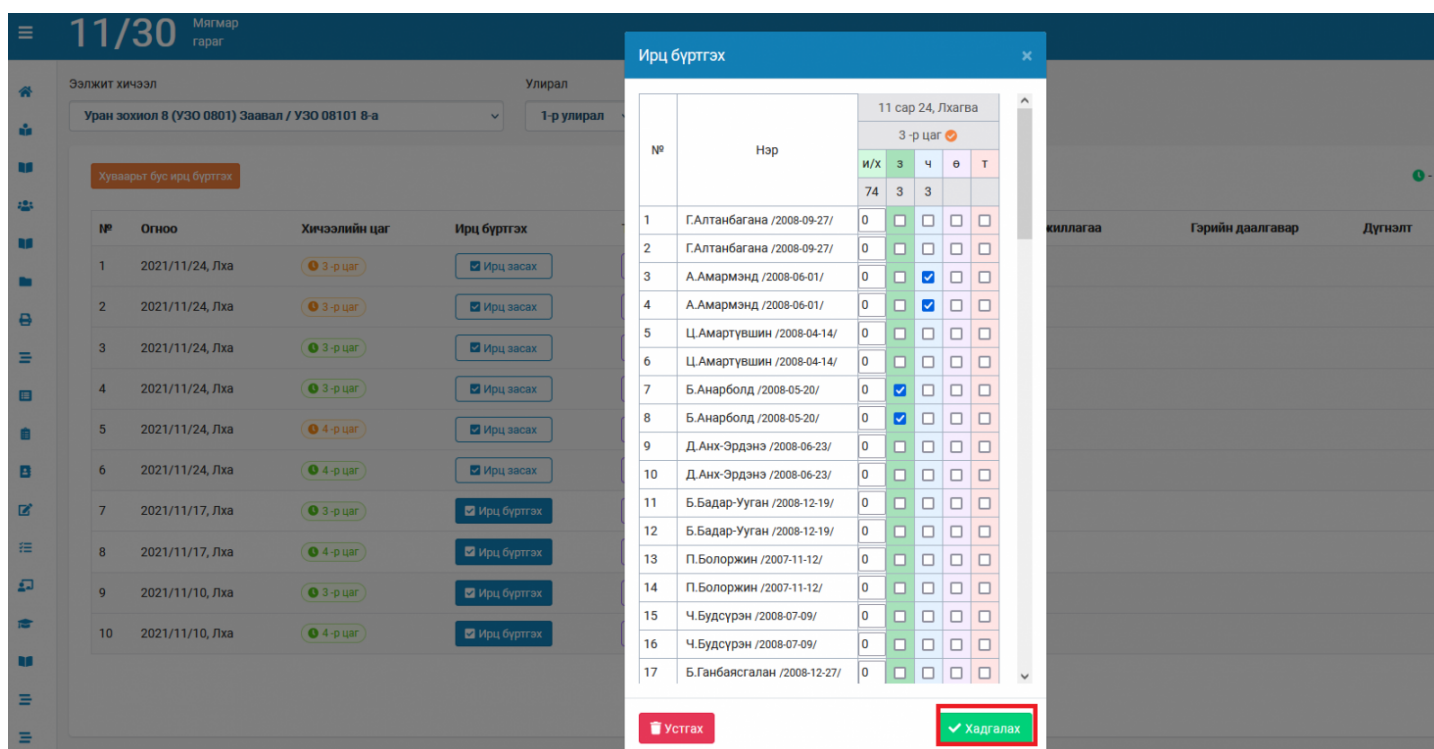 11/30 Мягмар гараг
Ээлжит хичээл
Улирал
Уран зохиол 8 (УЗО 0801) Заавал / УЗО 08101 8-а
1-р улирал
Хуваарьт бус ирц бүртгэх
№ Огноо Хичээлийн цаг Ирц бүртгэх Гэрийн даалгавар Дүгнэлт
1 2021/11/24, Лха 3 -р цаг Ирц засах
2 2021/11/24, Лха 3 -р цаг Ирц засах
3 2021/11/24, Лха 3 -р цаг Ирц засах
4 2021/11/24, Лха 3 -р цаг Ирц засах
5 2021/11/24, Лха 4 -р цаг Ирц засах
6 2021/11/24, Лха 4 -р цаг Ирц засах
7 2021/11/17, Лха 3 -р цаг Ирц бүртгэх
8 2021/11/17, Лха 4 -р цаг Ирц бүртгэх
9 2021/11/10, Лха 3 -р цаг Ирц бүртгэх
10 2021/11/10, Лха 4 -р цаг Ирц бүртгэх
Ирц бүртгэх ×
11 сар 24, Лхагва
3 -р цаг
№ Нэр и/х з ч ө т
74 3 3
1 Г.Алтанбагана /2008-09-27/ 0
2 Г.Алтанбагана /2008-09-27/ 0
3 А.Амармэнд /2008-06-01/ 0
4 А.Амармэнд /2008-06-01/ 0
5 Ц.Амартүвшин /2008-04-14/ 0
6 Ц.Амартүвшин /2008-04-14/ 0
7 Б.Анарболд /2008-05-20/ 0
8 Б.Анарболд /2008-05-20/ 0
9 Д.Анх-Эрдэнэ /2008-06-23/ 0
10 Д.Анх-Эрдэнэ /2008-06-23/ 0
11 Б.Бадар-Ууган /2008-12-19/ 0
12 Б.Бадар-Ууган /2008-12-19/ 0
13 П.Болоржин /2007-11-12/ 0
14 П.Болоржин /2007-11-12/ 0
15 Ч.Будсүрэн /2008-07-09/ 0
16 Ч.Будсүрэн /2008-07-09/ 0
17 Б.Ганбаясгалан /2008-12-27/ 0
Устгах
Хадгалах